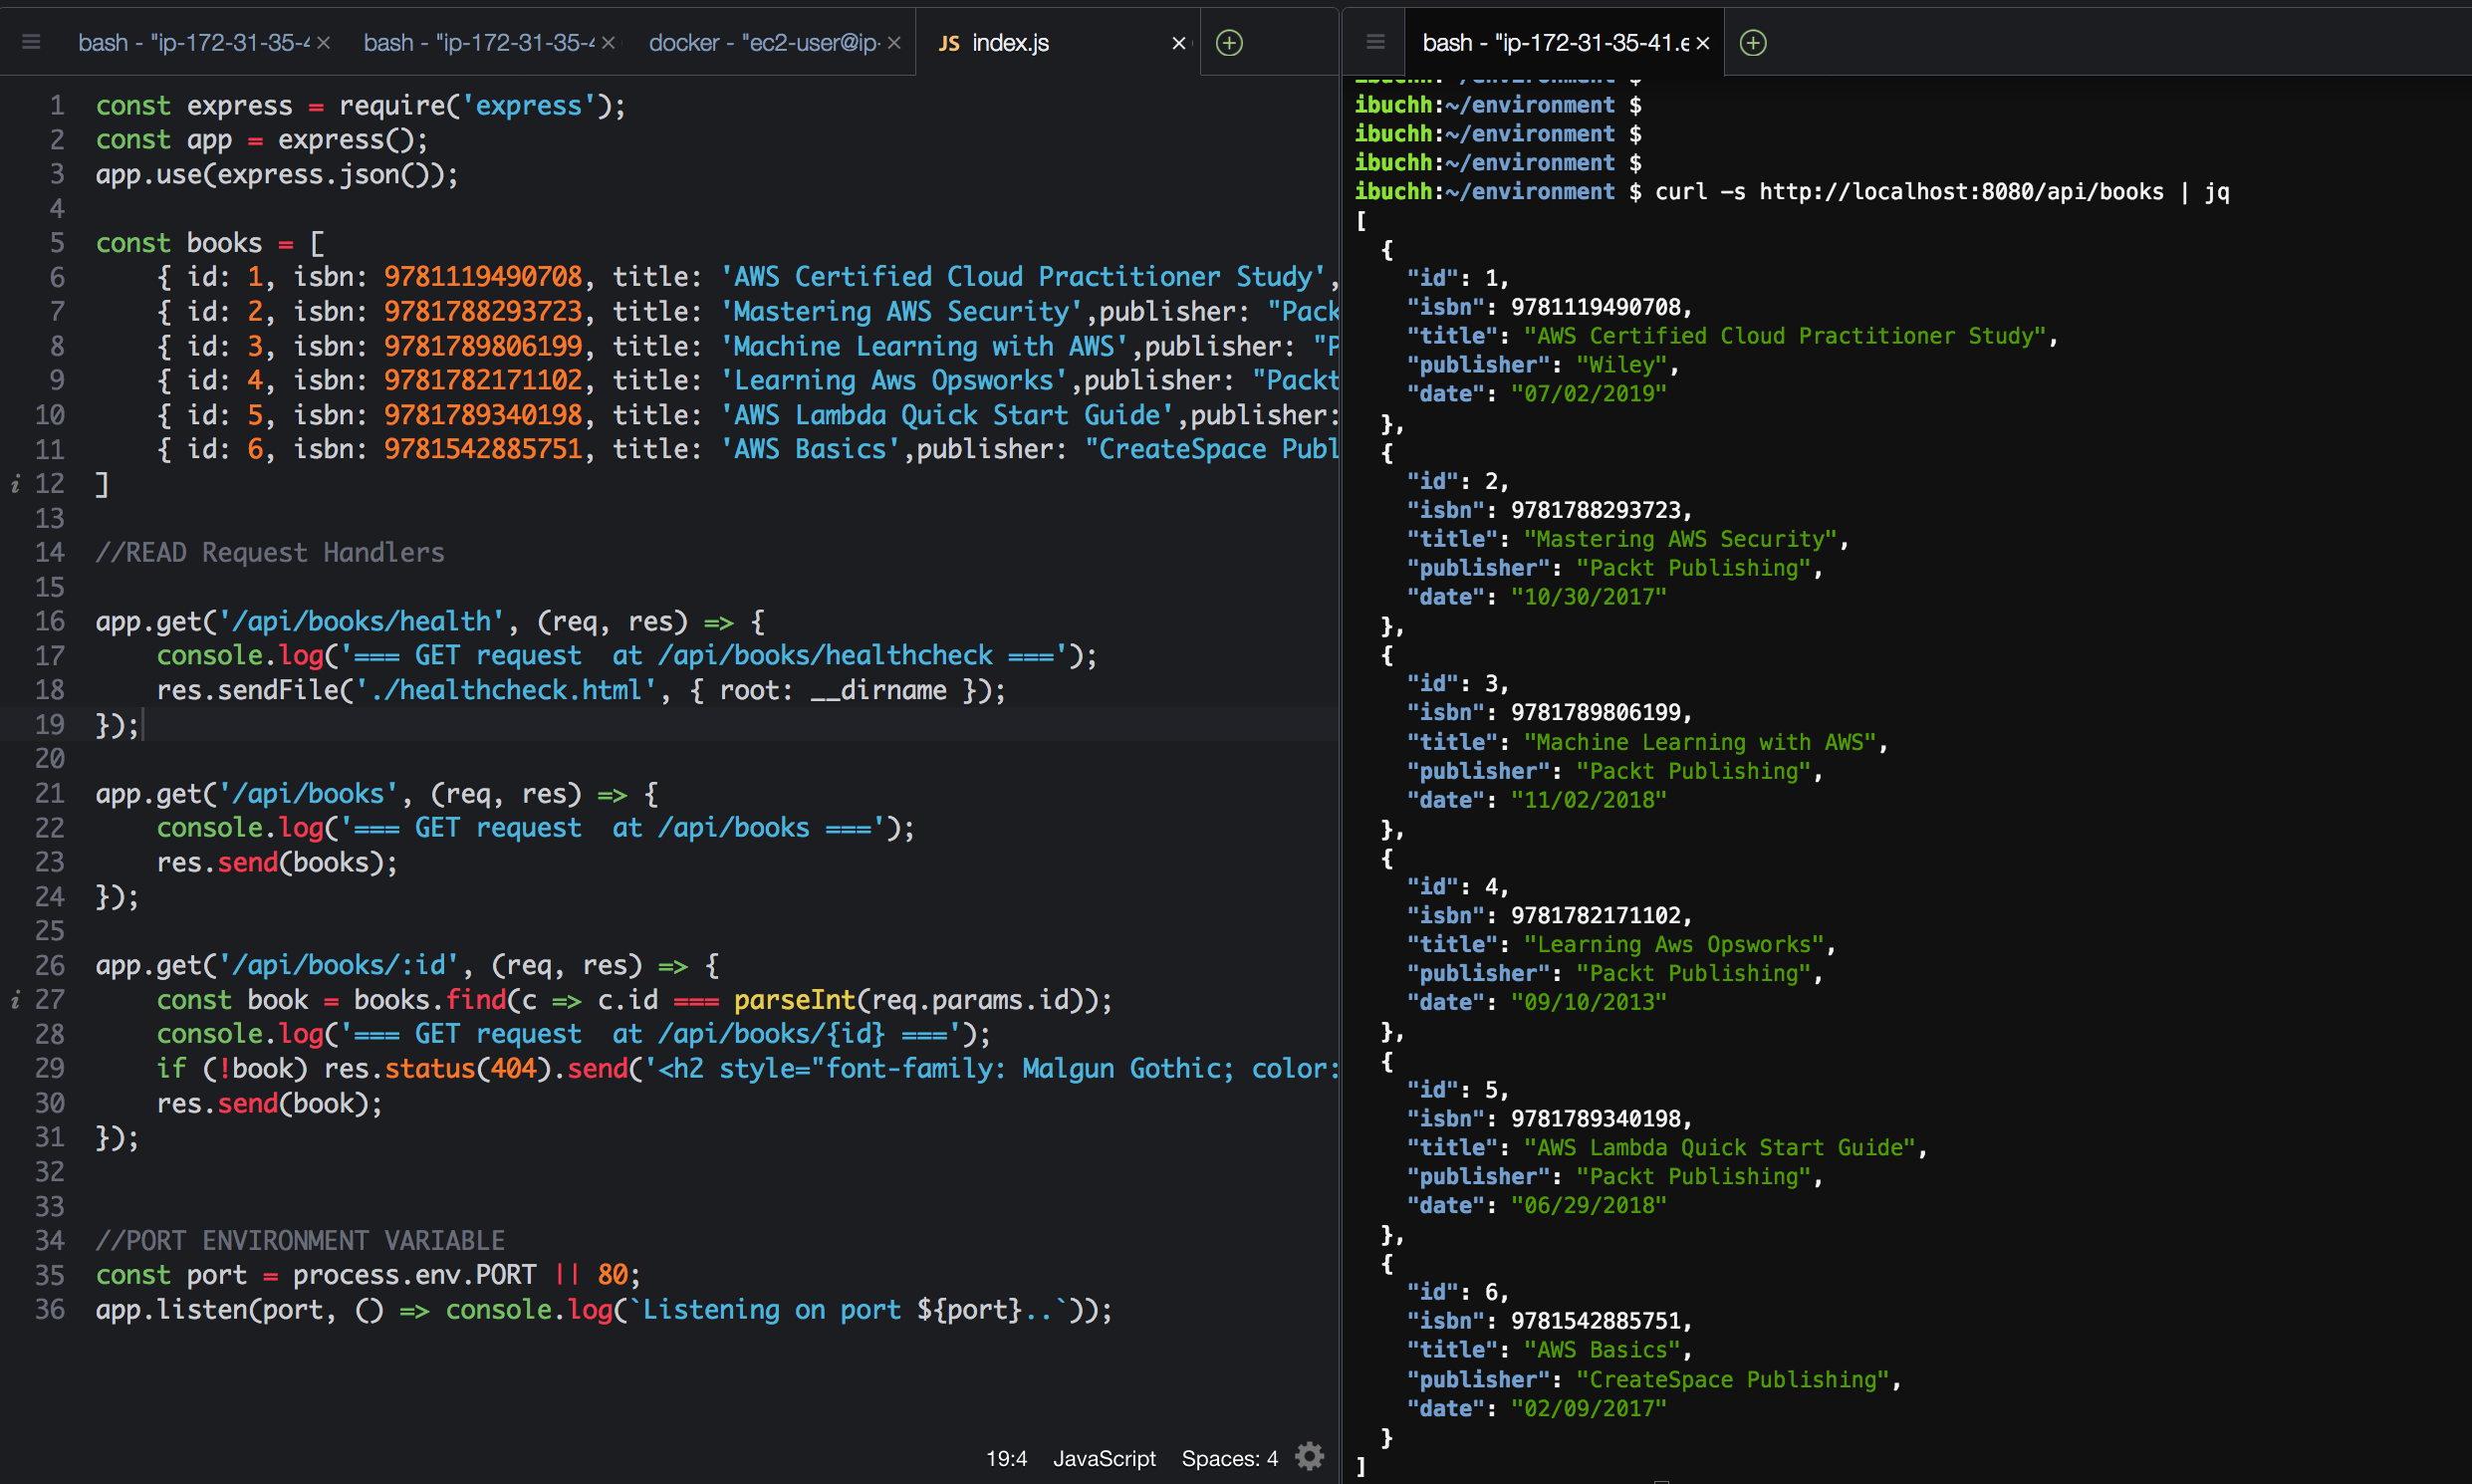 bash - "ip-172-31-35-4
bash - "ip-172-31-35-4
docker - "ec2-user@ip-
JS index.js
1 const express = require('express');
2 const app = express();
3 app.use(express.json());
4
5 const books = [
6 { id: 1, isbn: 9781119490708, title: 'AWS Certified Cloud Practitioner Study',
7 { id: 2, isbn: 9781788293723, title: 'Mastering AWS Security',publisher: "Pack
8 { id: 3, isbn: 9781789806199, title: 'Machine Learning with AWS',publisher: "P
9 { id: 4, isbn: 9781782171102, title: 'Learning Aws Opsworks',publisher: "Packt
10 { id: 5, isbn: 9781789340198, title: 'AWS Lambda Quick Start Guide',publisher:
11 { id: 6, isbn: 9781542885751, title: 'AWS Basics',publisher: "CreateSpace Publ
i 12 ]
13
14 //READ Request Handlers
15
16 app.get('/api/books/health', (req, res) => {
17 console.log('=== GET request  at /api/books/healthcheck ===');
18 res.sendFile('./healthcheck.html', { root: __dirname });
19 });
20
21 app.get('/api/books', (req, res) => {
22 console.log('=== GET request  at /api/books ===');
23 res.send(books);
24 });
25
26 app.get('/api/books/:id', (req, res) => {
i 27 const book = books.find(c => c.id === parseInt(req.params.id));
28 console.log('=== GET request  at /api/books/{id} ===');
29 if (!book) res.status(404).send('<h2 style="font-family: Malgun Gothic; color:
30 res.send(book);
31 });
32
33
34 //PORT ENVIRONMENT VARIABLE
35 const port = process.env.PORT || 80;
36 app.listen(port, () => console.log(`Listening on port ${port}..`));
19:4 JavaScript Spaces: 4
bash - "ip-172-31-35-41.e
ibuchh:~/environment $
ibuchh:~/environment $
ibuchh:~/environment $
ibuchh:~/environment $
ibuchh:~/environment $ curl -s http://localhost:8080/api/books | jq
[
{
"id": 1,
"isbn": 9781119490708,
"title": "AWS Certified Cloud Practitioner Study",
"publisher": "Wiley",
"date": "07/02/2019"
},
{
"id": 2,
"isbn": 9781788293723,
"title": "Mastering AWS Security",
"publisher": "Packt Publishing",
"date": "10/30/2017"
},
{
"id": 3,
"isbn": 9781789806199,
"title": "Machine Learning with AWS",
"publisher": "Packt Publishing",
"date": "11/02/2018"
},
{
"id": 4,
"isbn": 9781782171102,
"title": "Learning Aws Opsworks",
"publisher": "Packt Publishing",
"date": "09/10/2013"
},
{
"id": 5,
"isbn": 9781789340198,
"title": "AWS Lambda Quick Start Guide",
"publisher": "Packt Publishing",
"date": "06/29/2018"
},
{
"id": 6,
"isbn": 9781542885751,
"title": "AWS Basics",
"publisher": "CreateSpace Publishing",
"date": "02/09/2017"
}
]